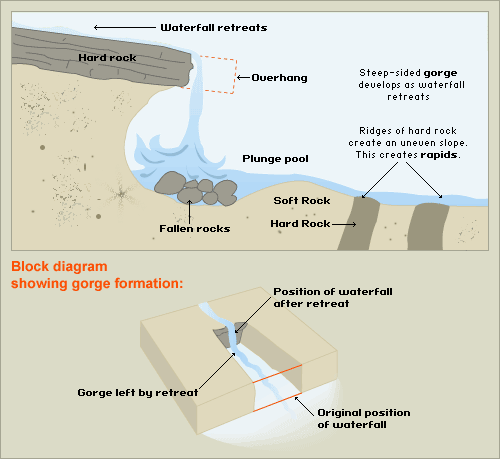 Waterfall retreats
Hard rock
Overhang
Steep-sided gorge
develops as waterfall
retreats
Ridges of hard rock
create an uneven slope.
This creates rapids.
Plunge pool
Soft Rock
Fallen rocks
Hard Rock
Block diagram
showing gorge formation:
Position of waterfall
after retreat
Gorge left by retreat
Original position
of waterfall